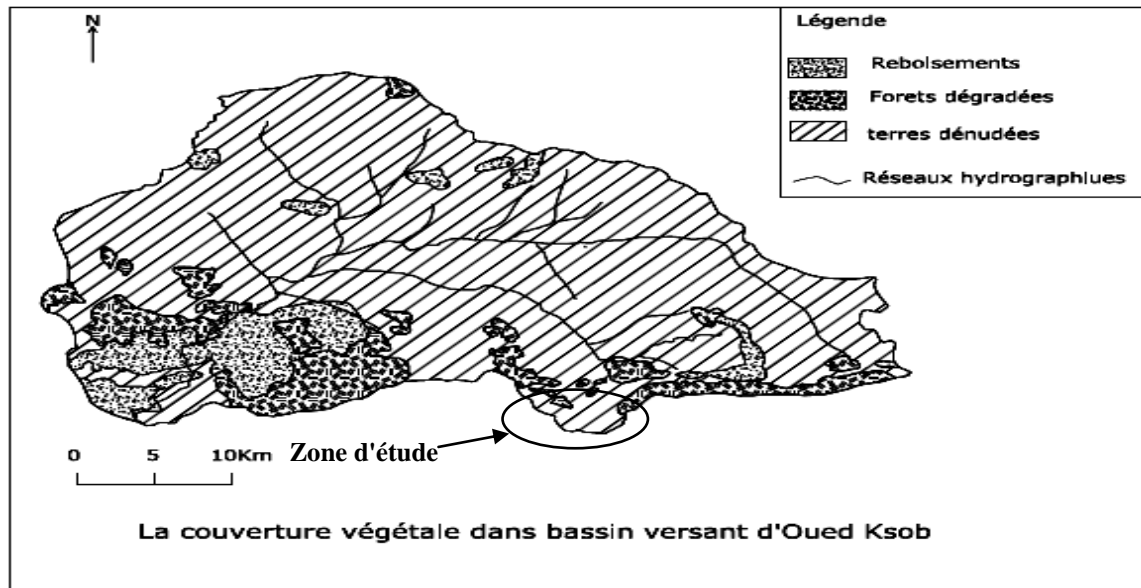 N
Légende
Reboisements
Forets dégradées
terres dénudées
Réseaux hydrographiues
0 5 10Km
Zone d'étude
La couverture végétale dans bassin versant d'Oued Ksob